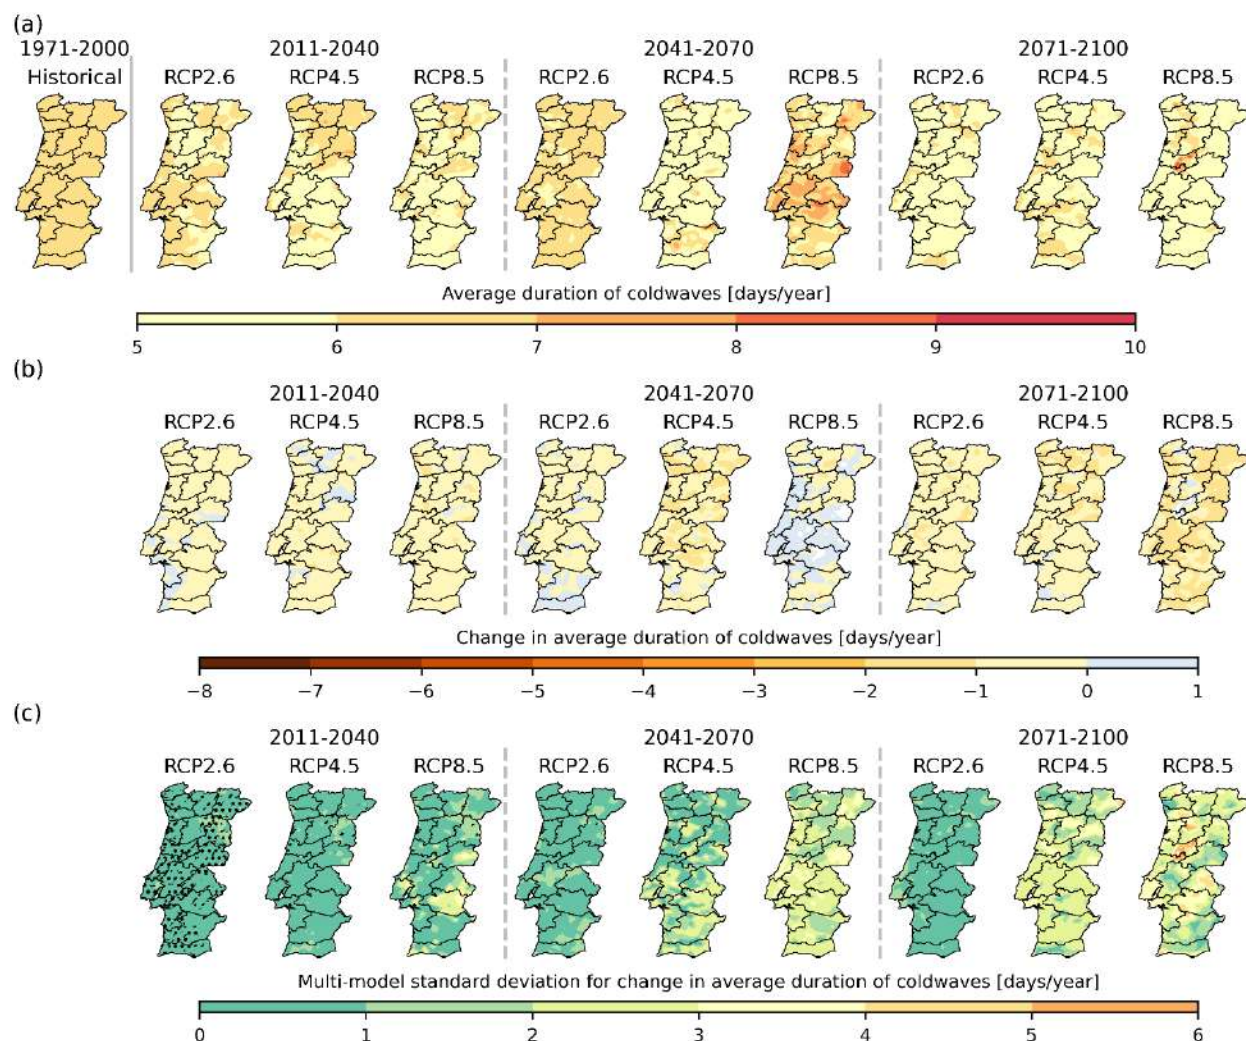 (a)
1971-2000 2011-2040 2041-2070 2071-2100
Historical RCP2.6 RCP4.5 RCP8.5 RCP2.6 RCP4.5 RCP8.5 RCP2.6 RCP4.5 RCP8.5
Average duration of coldwaves [days/year]
5 6 7 8 9 10
(b)
2011-2040 2041-2070 2071-2100
RCP2.6 RCP4.5 RCP8.5 RCP2.6 RCP4.5 RCP8.5 RCP2.6 RCP4.5 RCP8.5
Change in average duration of coldwaves [days/year]
−8 −7 −6 −5 −4 −3 −2 −1 0 1
(c)
2011-2040 2041-2070 2071-2100
RCP2.6 RCP4.5 RCP8.5 RCP2.6 RCP4.5 RCP8.5 RCP2.6 RCP4.5 RCP8.5
Multi-model standard deviation for change in average duration of coldwaves [days/year]
0 1 2 3 4 5 6